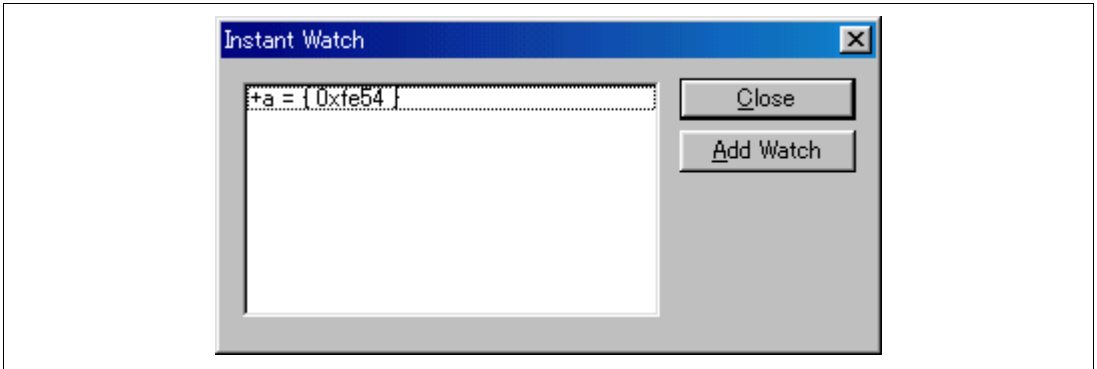 Instant Watch
+a = { 0xfe54 }
Close
Add Watch